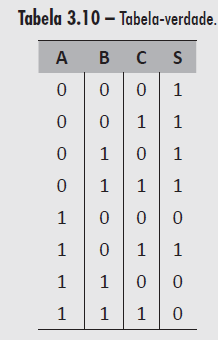 Tabela 3.10 – Tabela-verdade.
A B C S
0 0 0 1
0 0 1 1
0 1 0 1
0 1 1 1
1 0 0 0
1 0 1 1
1 1 0 0
1 1 1 0